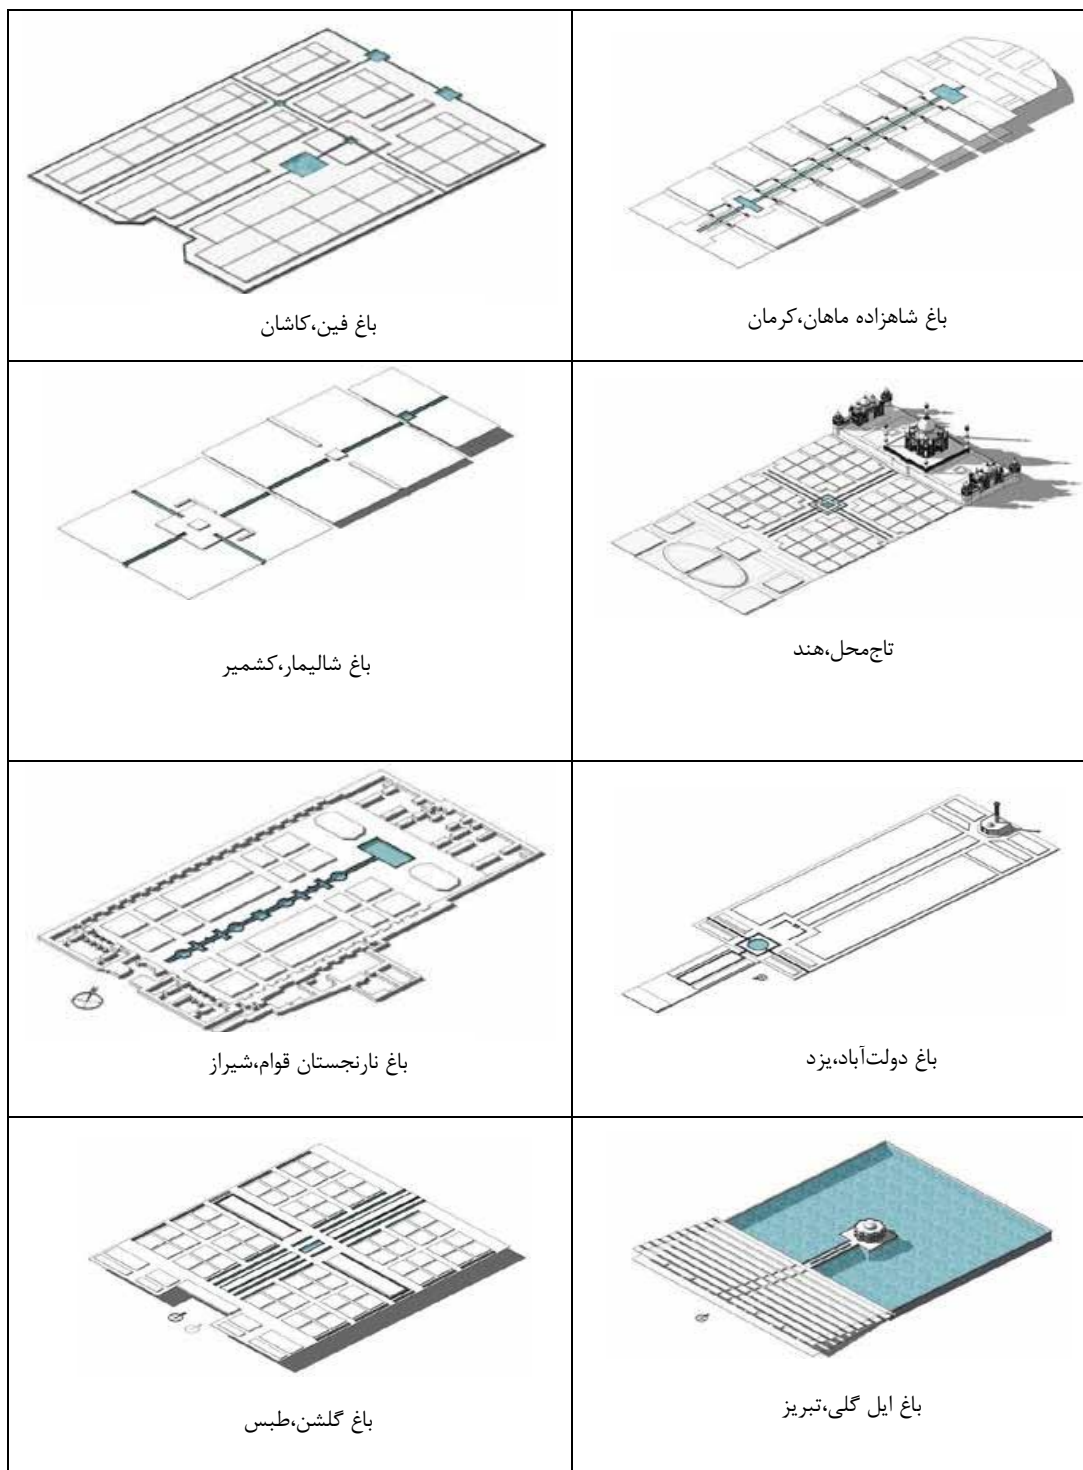 باغ شاهزاده ماهان،کرمان
باغ فین،کاشان
تاج‌محل،هند
باغ شالیمار،کشمیر
باغ دولت‌آباد،یزد
باغ نارنجستان قوام،شیراز
باغ ایل گلی،تبریز
باغ گلشن،طبس